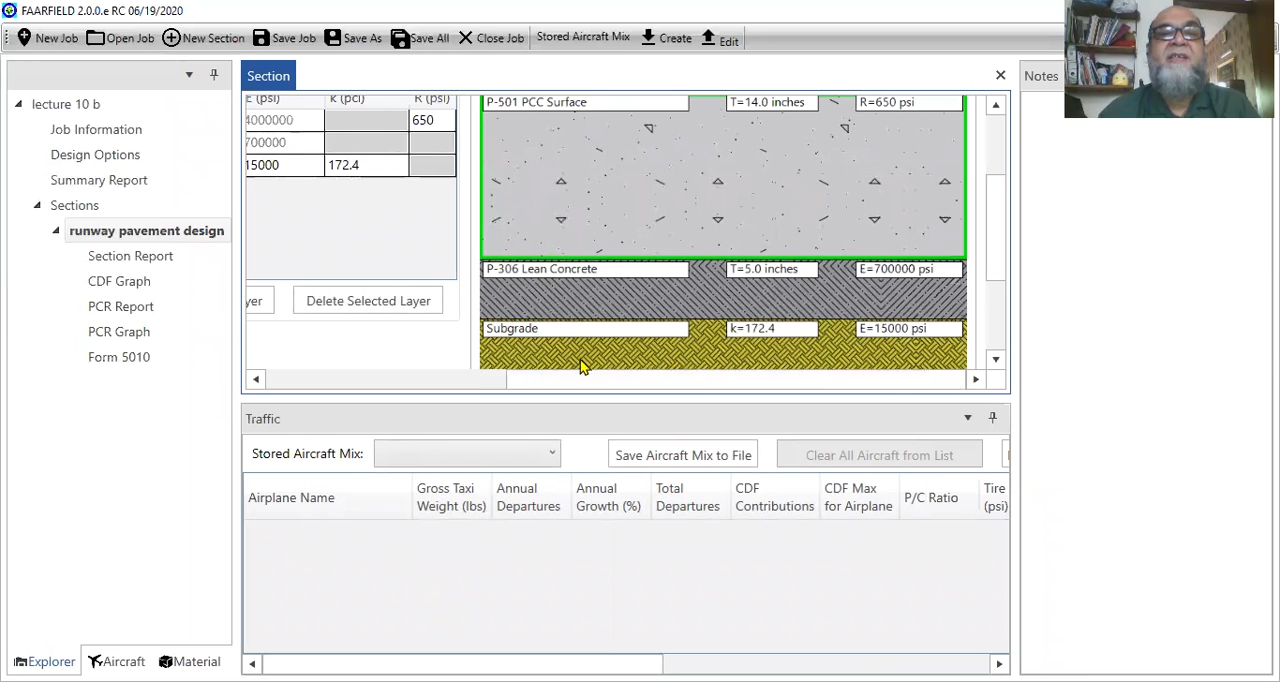 FAARFIELD 2.0.0.e RC 06/19/2020
New Job Open Job New Section Save Job Save As Save All Close Job Stored Aircraft Mix Create Edit
lecture 10 b
Job Information
Design Options
Summary Report
Sections
runway pavement design
Section Report
CDF Graph
PCR Report
PCR Graph
Form 5010
Explorer Aircraft Material
Section
E (psi) k (pci) R (psi)
4000000 650
700000
15000 172.4
yer Delete Selected Layer
P-501 PCC Surface T=14.0 inches R=650 psi
P-306 Lean Concrete T=5.0 inches E=700000 psi
Subgrade k=172.4 E=15000 psi
Traffic
Stored Aircraft Mix: Save Aircraft Mix to File Clear All Aircraft from List
Airplane Name Gross Taxi Weight (lbs) Annual Departures Annual Growth (%) Total Departures CDF Contributions CDF Max for Airplane P/C Ratio Tire (psi)
Notes